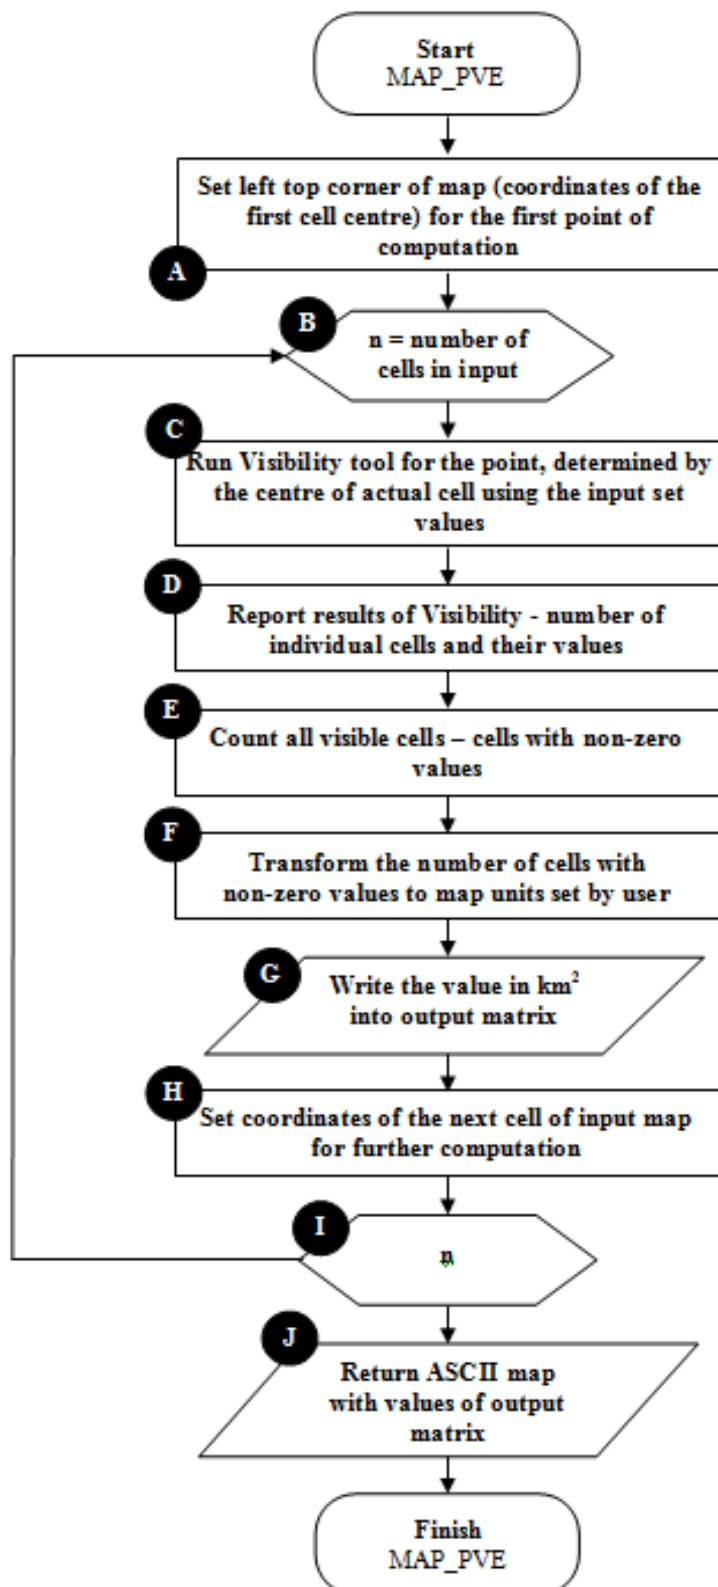 Start
MAP_PVE
Set left top corner of map (coordinates of the
first cell centre) for the first point of
computation
A
B
n = number of
cells in input
C
Run Visibility tool for the point, determined by
the centre of actual cell using the input set
values
D
Report results of Visibility - number of
individual cells and their values
E
Count all visible cells – cells with non-zero
values
F
Transform the number of cells with
non-zero values to map units set by user
G
Write the value in km²
into output matrix
H
Set coordinates of the next cell of input map
for further computation
I
n
J
Return ASCII map
with values of output
matrix
Finish
MAP_PVE